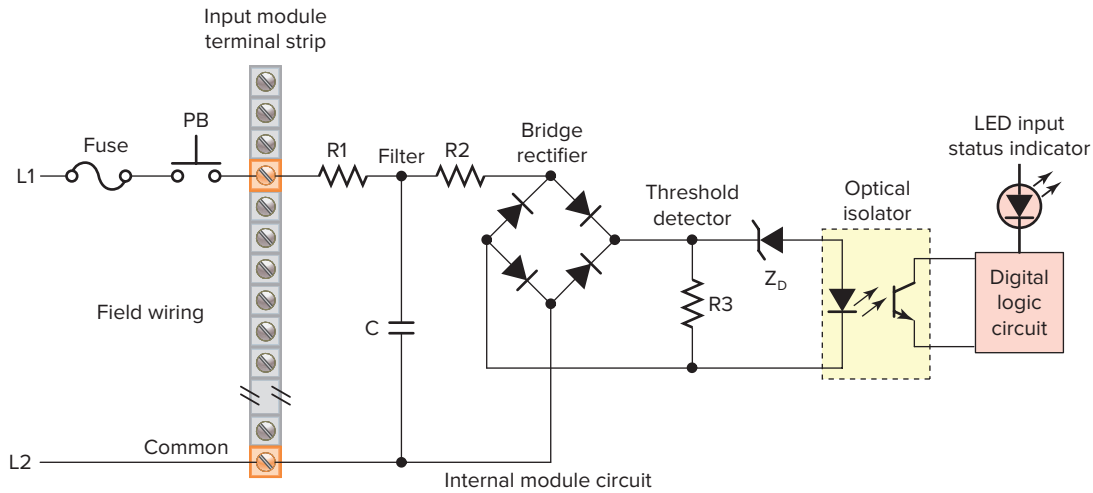 Input module
terminal strip
L1
Fuse
PB
R1
Filter
R2
Bridge
rectifier
Threshold
detector
Z_D
R3
C
Optical
isolator
LED input
status indicator
Digital
logic
circuit
Field wiring
L2
Common
Internal module circuit